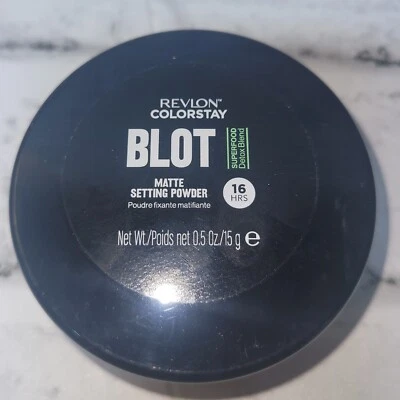 REVLON®
COLORSTAY
BLOT
SUPERFOOD
Detox Blend
MATTE
SETTING POWDER
Poudre fixante matifiante
16
HRS
Net Wt./Poids net 0.5 Oz/15 g ℮